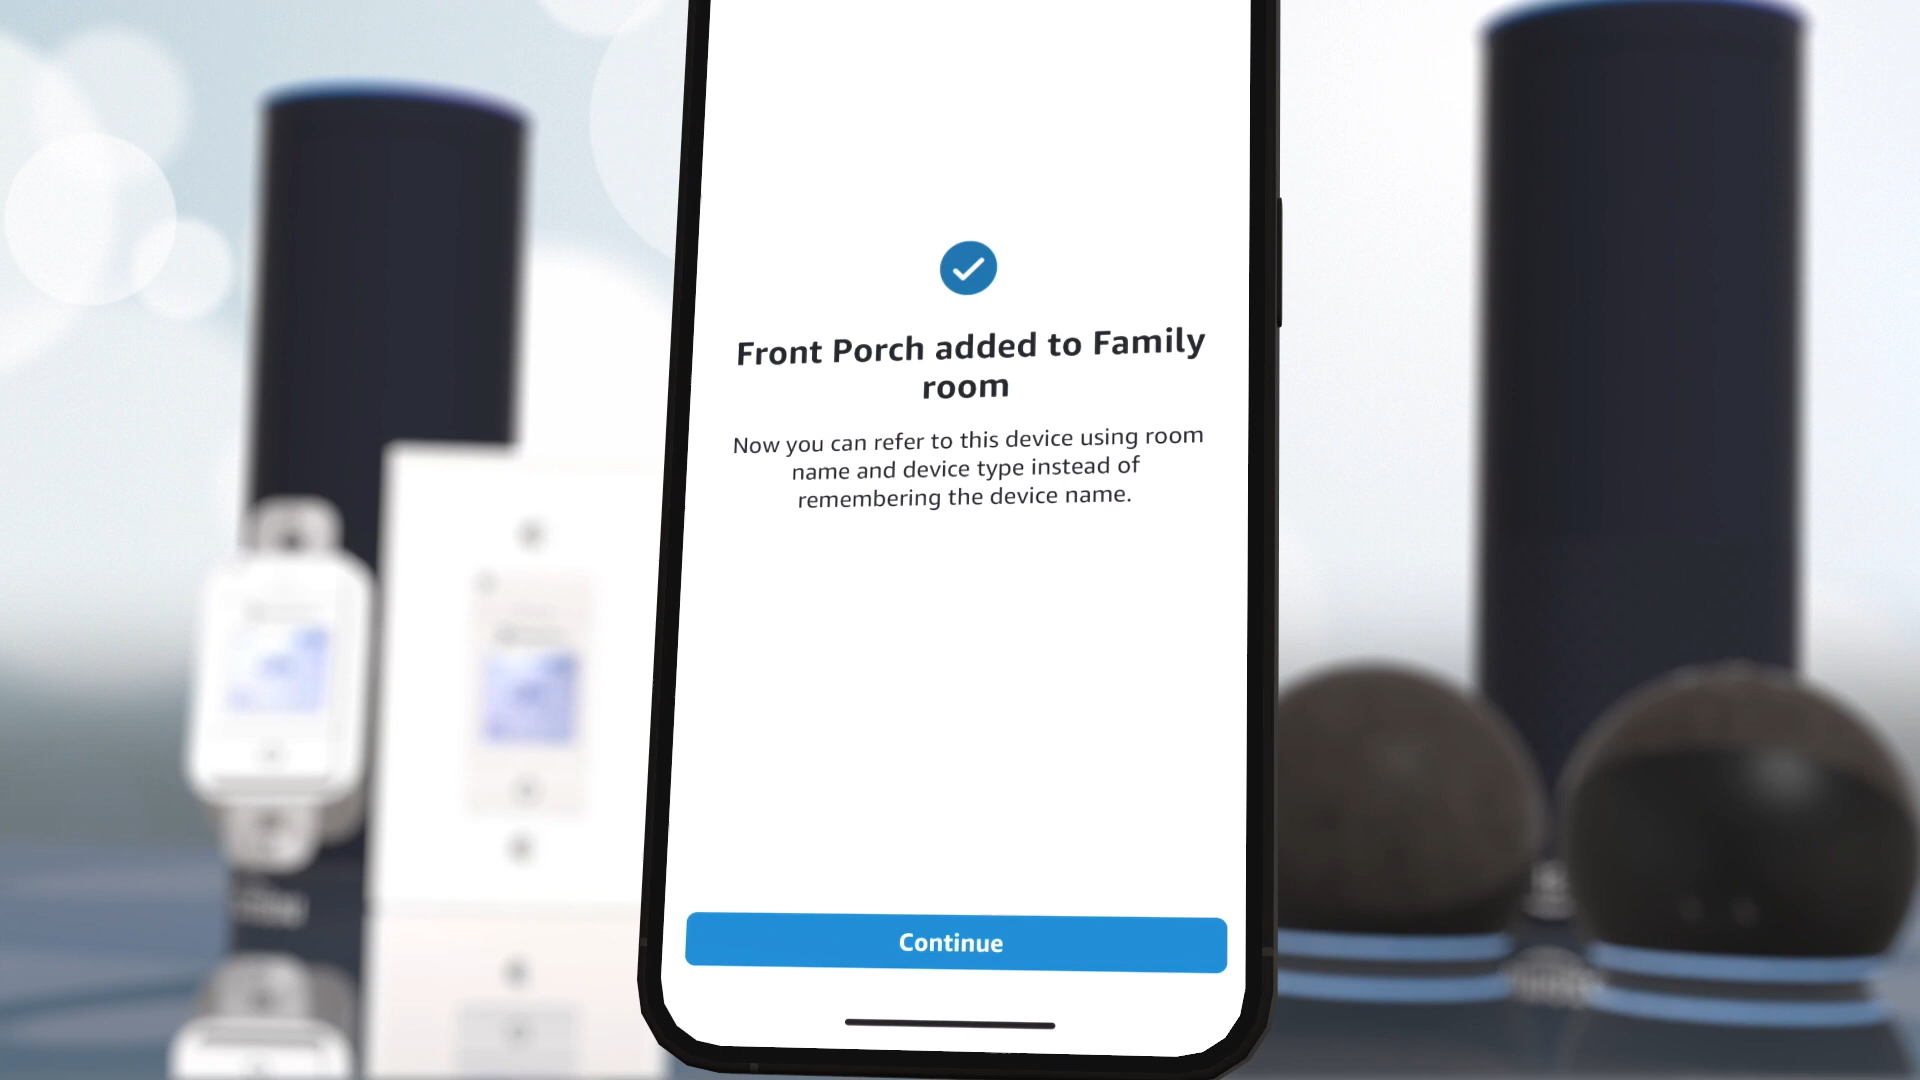 Front Porch added to Family
room
Now you can refer to this device using room
name and device type instead of
remembering the device name.
Continue